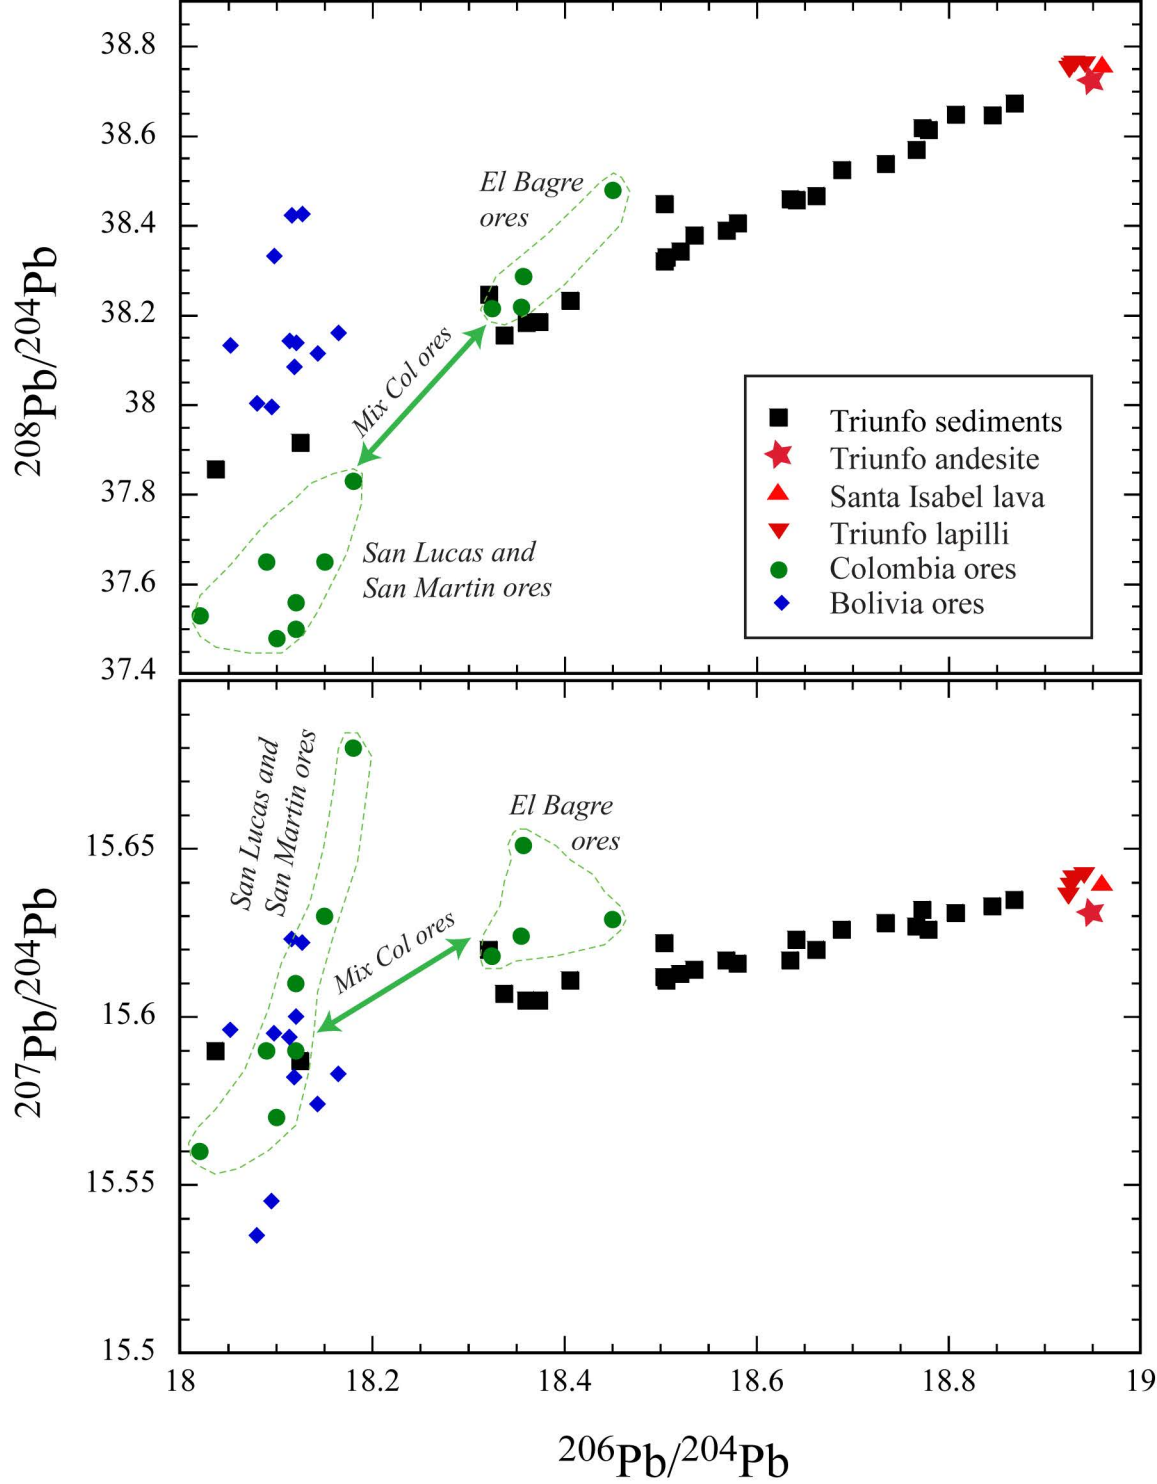 38.8
38.6
38.4
38.2
38
37.8
37.6
37.4
208Pb/204Pb
El Bagre
ores
Mix Col ores
San Lucas and
San Martin ores
Triunfo sediments
Triunfo andesite
Santa Isabel lava
Triunfo lapilli
Colombia ores
Bolivia ores
15.65
15.6
15.55
15.5
207Pb/204Pb
San Lucas and
San Martin ores
El Bagre
ores
Mix Col ores
18
18.2
18.4
18.6
18.8
19
206Pb/204Pb